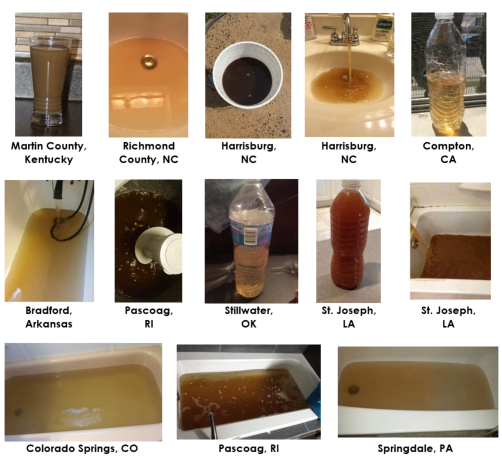 Martin County,
Kentucky
Richmond
County, NC
Harrisburg,
NC
Harrisburg,
NC
Compton,
CA
Bradford,
Arkansas
Pascoag,
RI
Stillwater,
OK
St. Joseph,
LA
St. Joseph,
LA
Colorado Springs, CO
Pascoag, RI
Springdale, PA